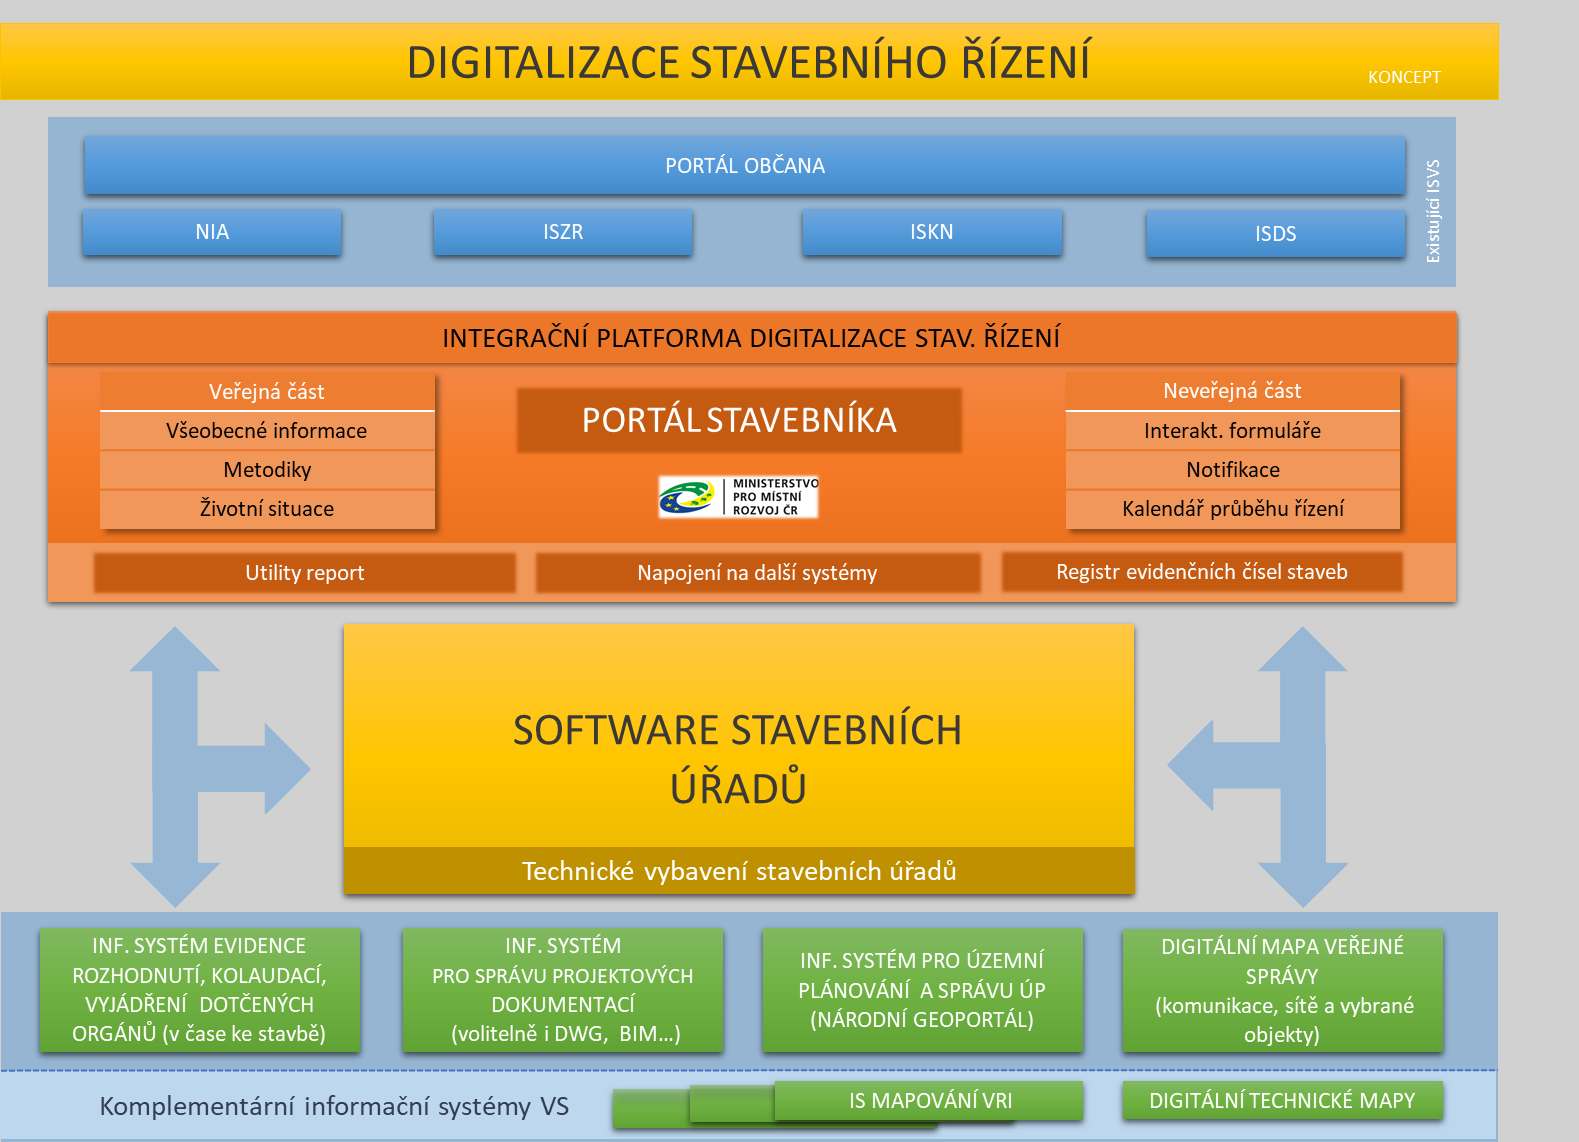 DIGITALIZACE STAVEBNÍHO ŘÍZENÍ
KONCEPT
PORTÁL OBČANA
NIA
ISZR
ISKN
ISDS
Existující ISVS
INTEGRAČNÍ PLATFORMA DIGITALIZACE STAV. ŘÍZENÍ
Veřejná část
Všeobecné informace
Metodiky
Životní situace
PORTÁL STAVEBNÍKA
MINISTERSTVO
PRO MÍSTNÍ
ROZVOJ ČR
Neveřejná část
Interakt. formuláře
Notifikace
Kalendář průběhu řízení
Utility report
Napojení na další systémy
Registr evidenčních čísel staveb
SOFTWARE STAVEBNÍCH
ÚŘADŮ
Technické vybavení stavebních úřadů
INF. SYSTÉM EVIDENCE
ROZHODNUTÍ, KOLAUDACÍ,
VYJÁDŘENÍ DOTČENÝCH
ORGÁNŮ (v čase ke stavbě)
INF. SYSTÉM
PRO SPRÁVU PROJEKTOVÝCH
DOKUMENTACÍ
(volitelně i DWG, BIM...)
INF. SYSTÉM PRO ÚZEMNÍ
PLÁNOVÁNÍ A SPRÁVU ÚP
(NÁRODNÍ GEOPORTÁL)
DIGITÁLNÍ MAPA VEŘEJNÉ
SPRÁVY
(komunikace, sítě a vybrané
objekty)
Komplementární informační systémy VS
IS MAPOVÁNÍ VRI
DIGITÁLNÍ TECHNICKÉ MAPY